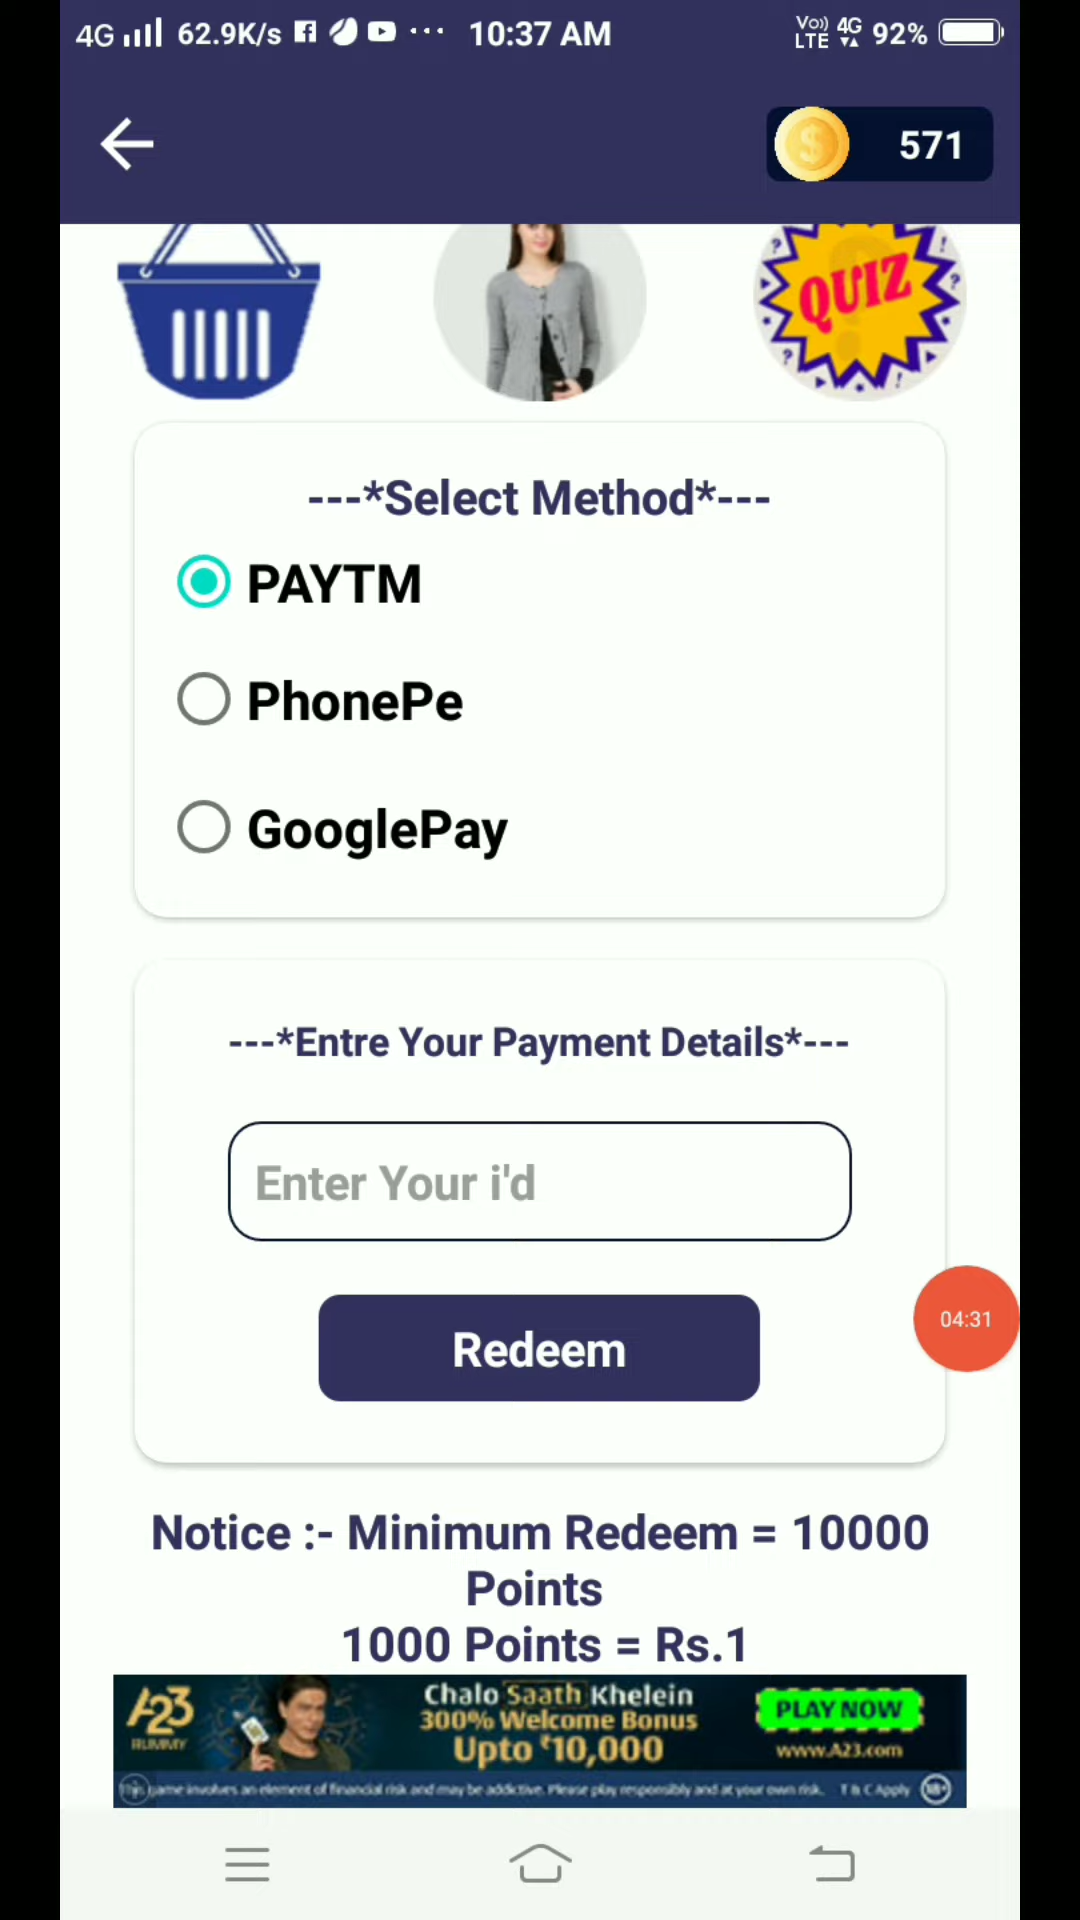 4G 62.9K/s ... 10:37 AM VoLTE 4G 92%
571
QUIZ
---*Select Method*---
PAYTM
PhonePe
GooglePay
---*Entre Your Payment Details*---
Enter Your i'd
Redeem
04:31
Notice :- Minimum Redeem = 10000
Points
1000 Points = Rs.1
A23
RUMMY
Chalo Saath Khelein
300% Welcome Bonus
Upto ₹10,000
PLAY NOW
www.A23.com
This game involves an element of financial risk and may be addictive. Please play responsibly and at your own risk. T & C Apply 18+